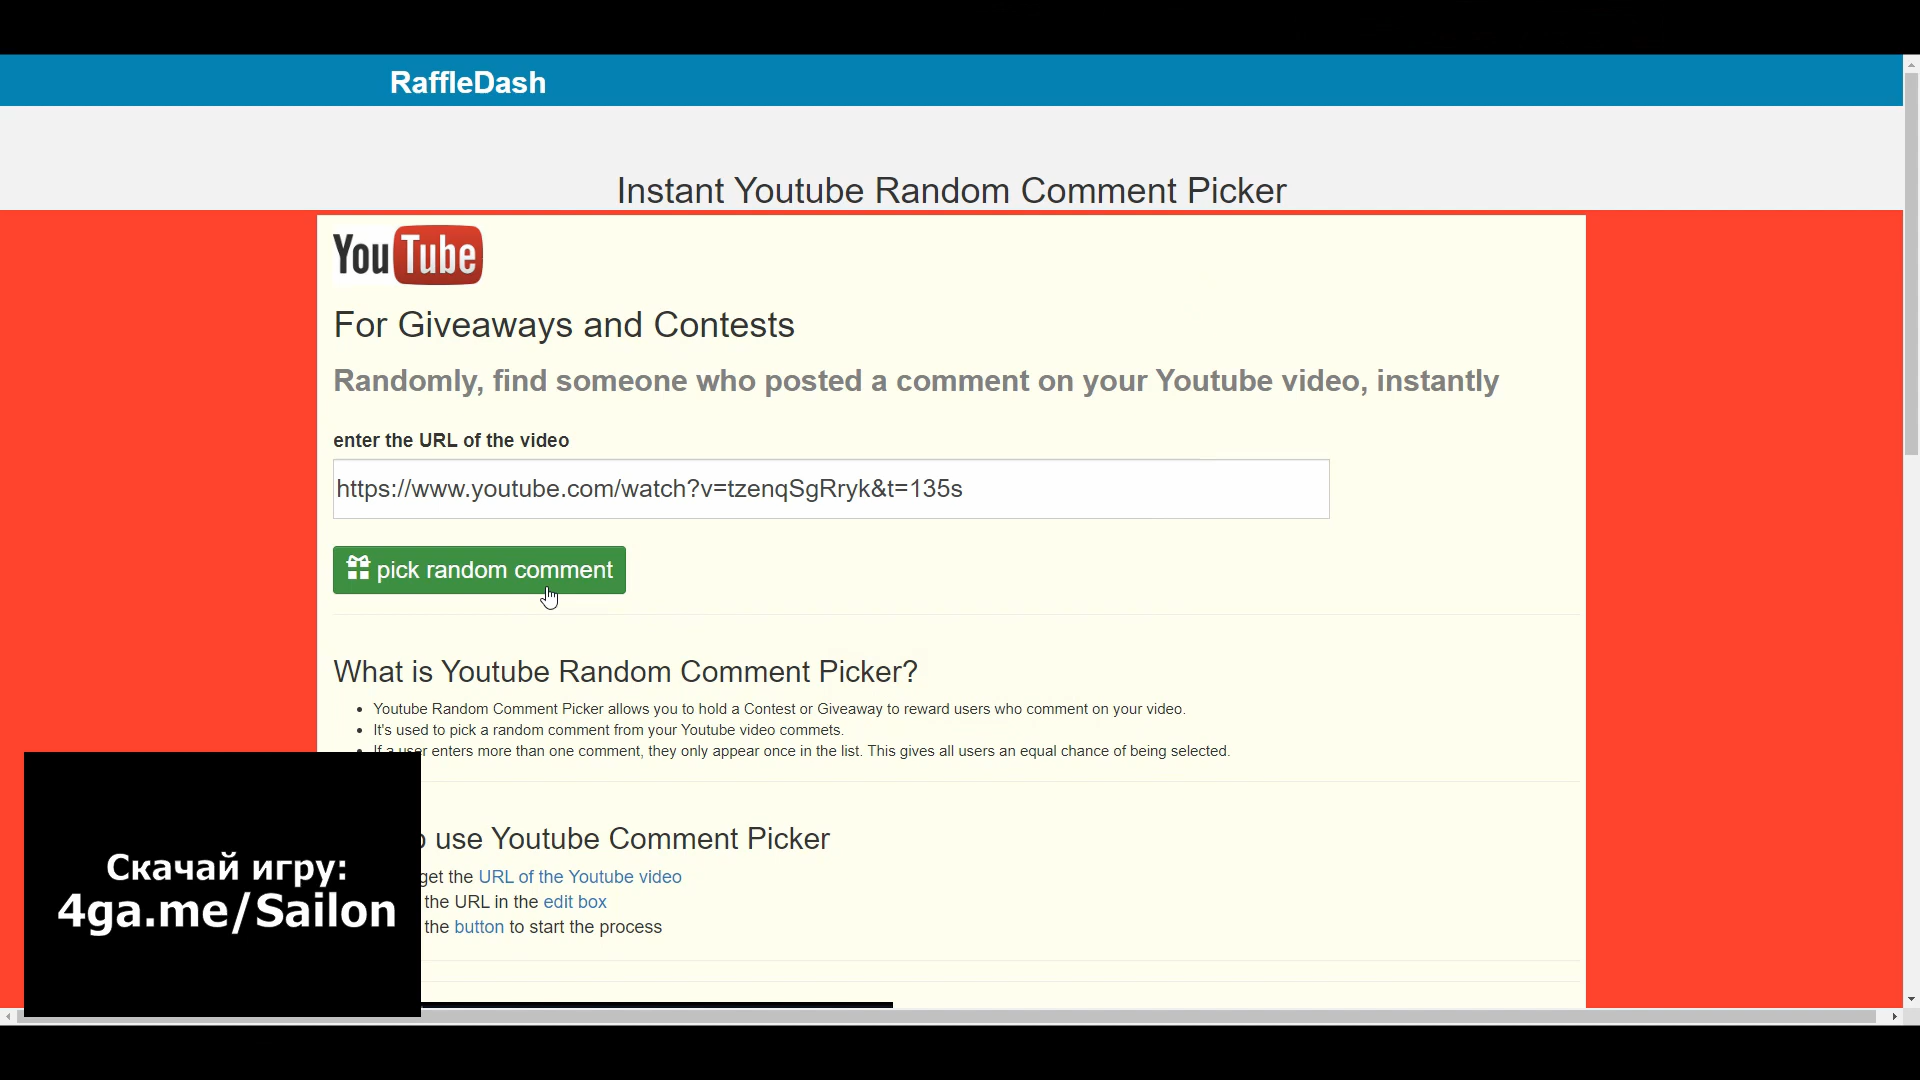 RaffleDash
Instant Youtube Random Comment Picker
YouTube
For Giveaways and Contests
Randomly, find someone who posted a comment on your Youtube video, instantly
enter the URL of the video
https://www.youtube.com/watch?v=tzenqSgRryk&t=135s
pick random comment
What is Youtube Random Comment Picker?
Youtube Random Comment Picker allows you to hold a Contest or Giveaway to reward users who comment on your video.
It's used to pick a random comment from your Youtube video commets.
If a user enters more than one comment, they only appear once in the list. This gives all users an equal chance of being selected.
use Youtube Comment Picker
get the URL of the Youtube video
the URL in the edit box
the button to start the process
Скачай игру:
4ga.me/Sailon